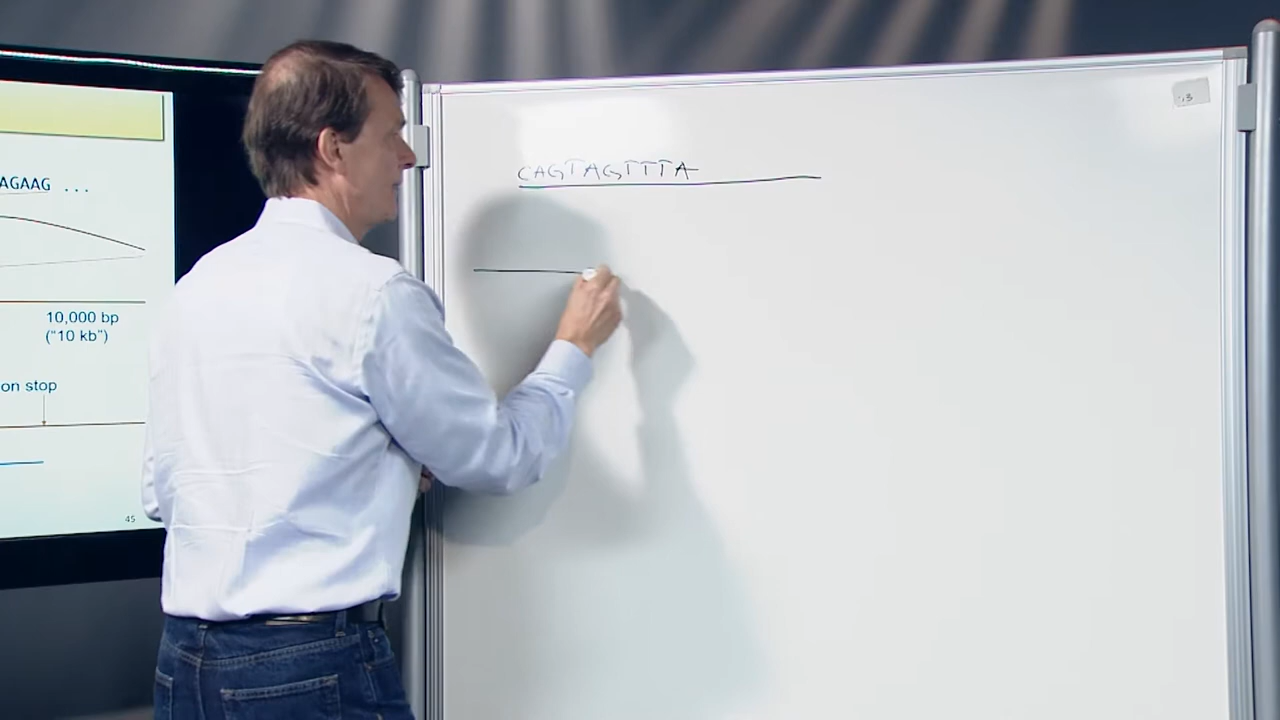 AGAAG ...
10,000 bp
("10 kb")
on stop
45
CAGTAGTTTA